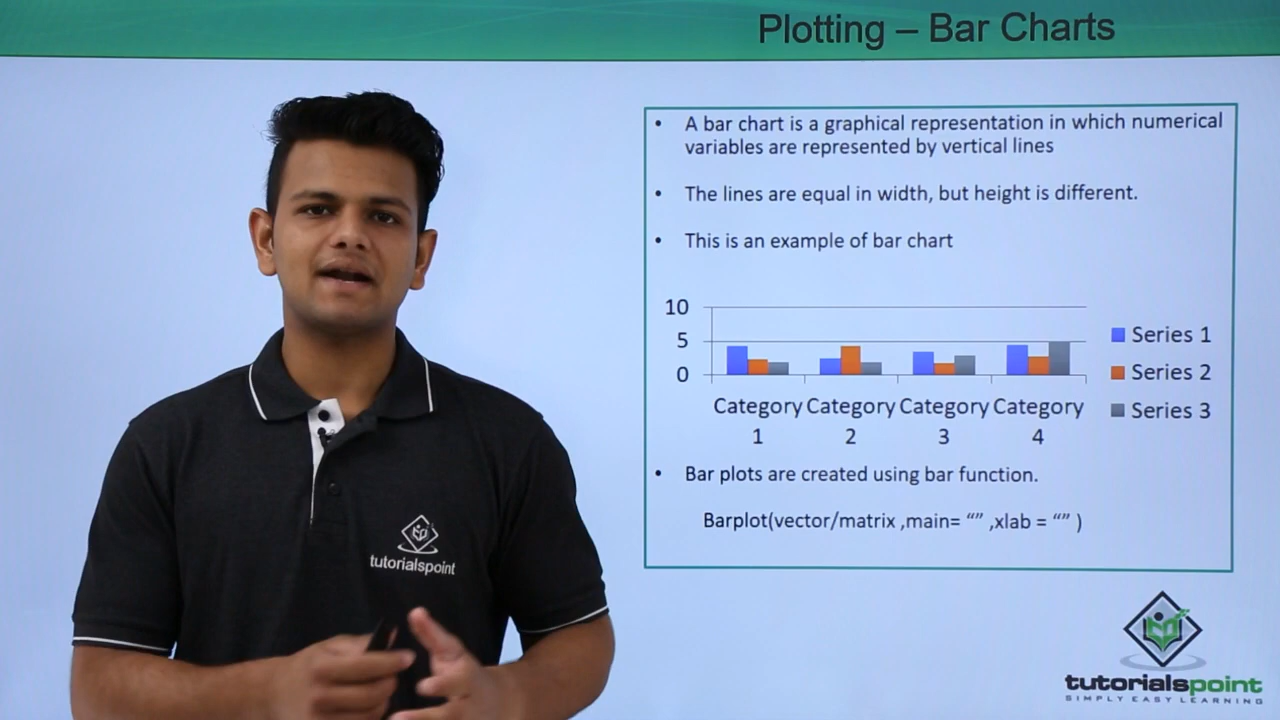 Plotting – Bar Charts
• A bar chart is a graphical representation in which numerical
variables are represented by vertical lines
• The lines are equal in width, but height is different.
• This is an example of bar chart
10
5
0
Category Category Category Category
1 2 3 4
Series 1
Series 2
Series 3
• Bar plots are created using bar function.
Barplot(vector/matrix ,main= “” ,xlab = “” )
tutorialspoint
tutorialspoint
SIMPLY EASY LEARNING